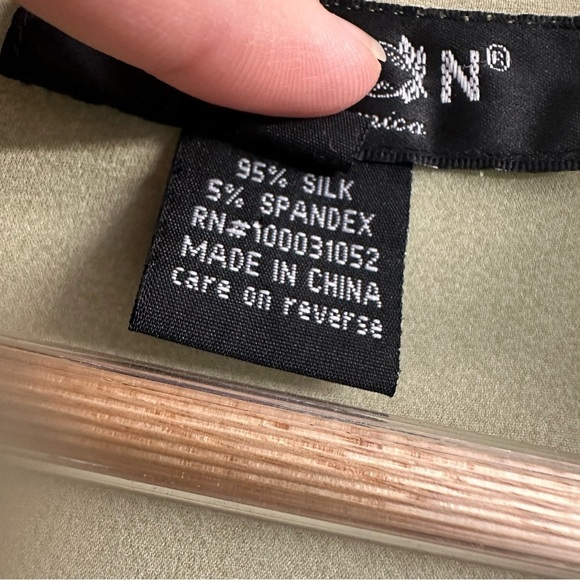 N®
95% SILK
5% SPANDEX
RN#100031052
MADE IN CHINA
care on reverse